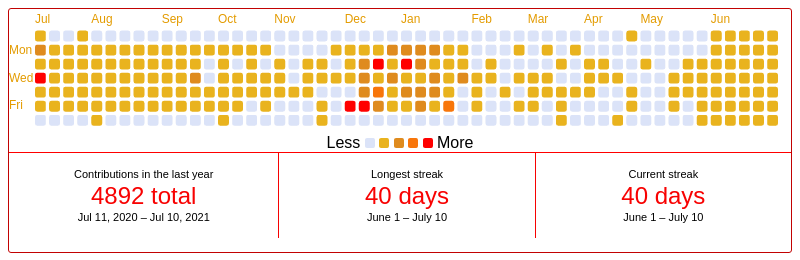 Jul Aug Sep Oct Nov Dec Jan Feb Mar Apr May Jun
Mon
Wed
Fri
Less More
Contributions in the last year
4892 total
Jul 11, 2020 – Jul 10, 2021
Longest streak
40 days
June 1 – July 10
Current streak
40 days
June 1 – July 10